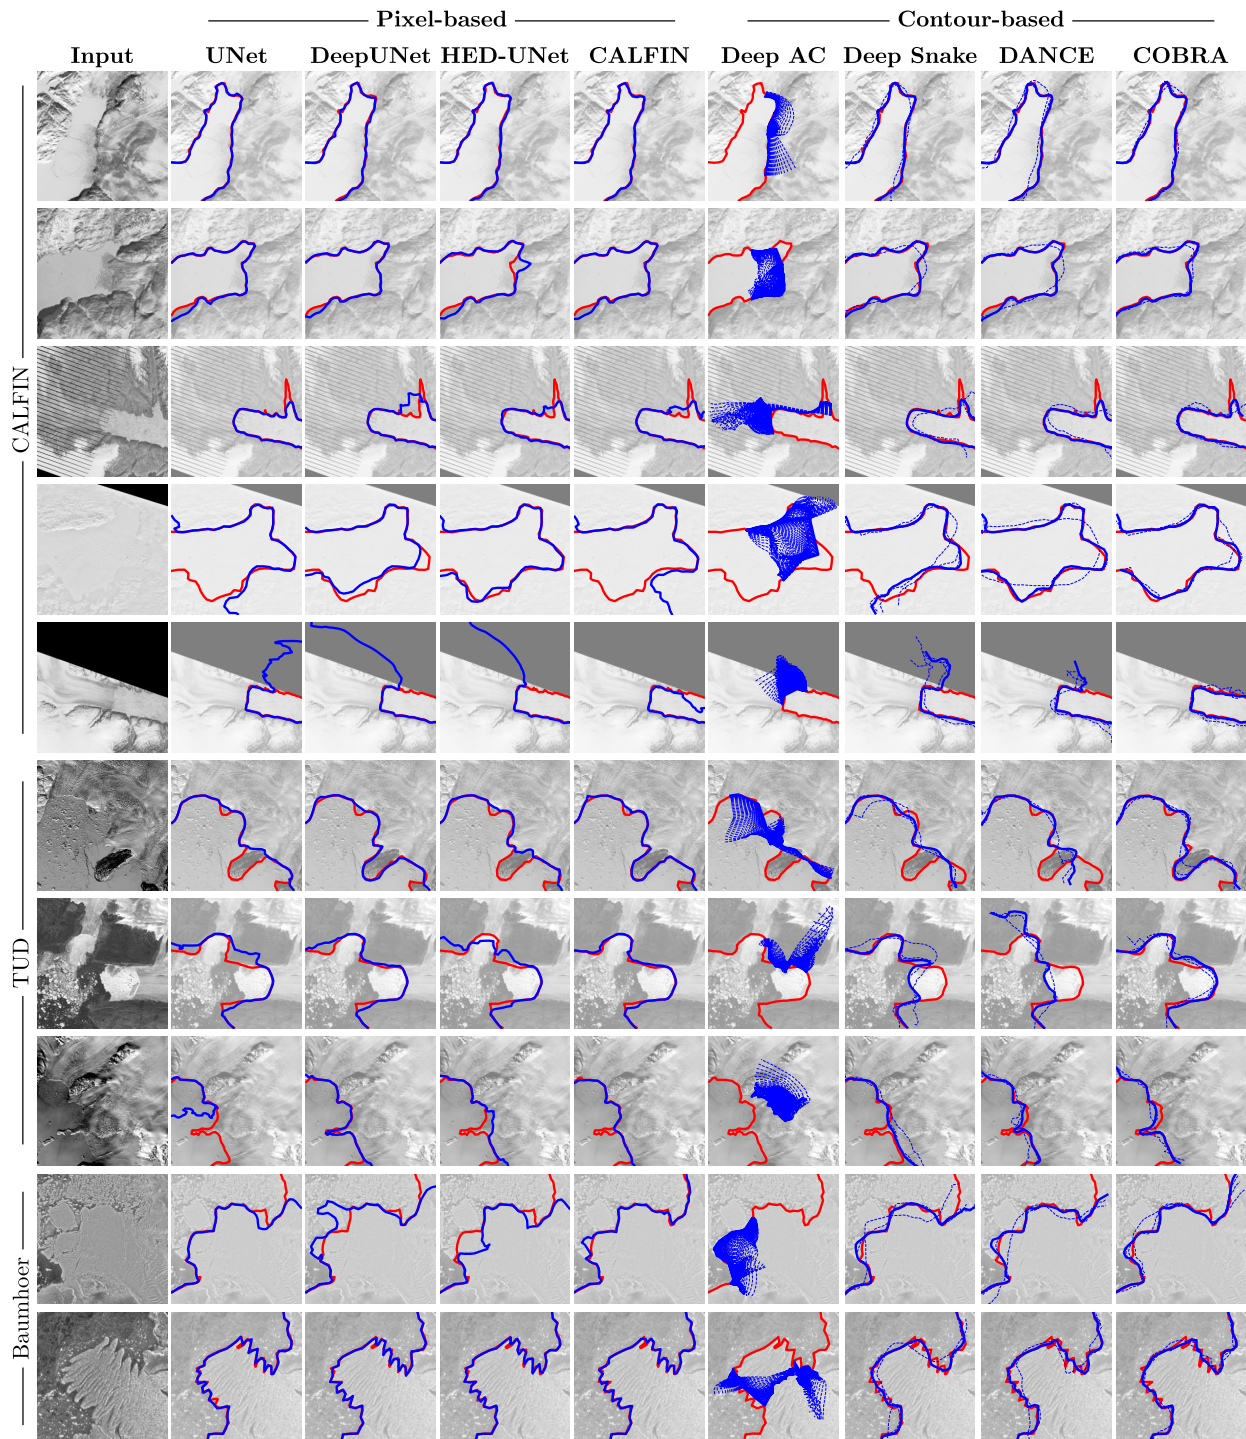 Pixel-based Contour-based
Input UNet DeepUNet HED-UNet CALFIN Deep AC Deep Snake DANCE COBRA
CALFIN
TUD
Baumhoer